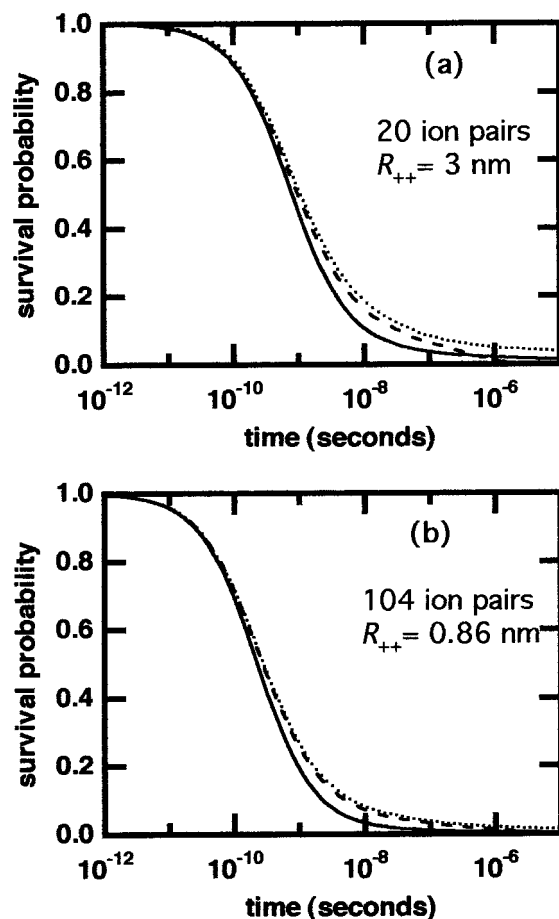 (a)
20 ion pairs
R++= 3 nm
survival probability
1.0
0.8
0.6
0.4
0.2
0.0
10-12
10-10
10-8
10-6
time (seconds)
(b)
104 ion pairs
R++= 0.86 nm
survival probability
1.0
0.8
0.6
0.4
0.2
0.0
10-12
10-10
10-8
10-6
time (seconds)